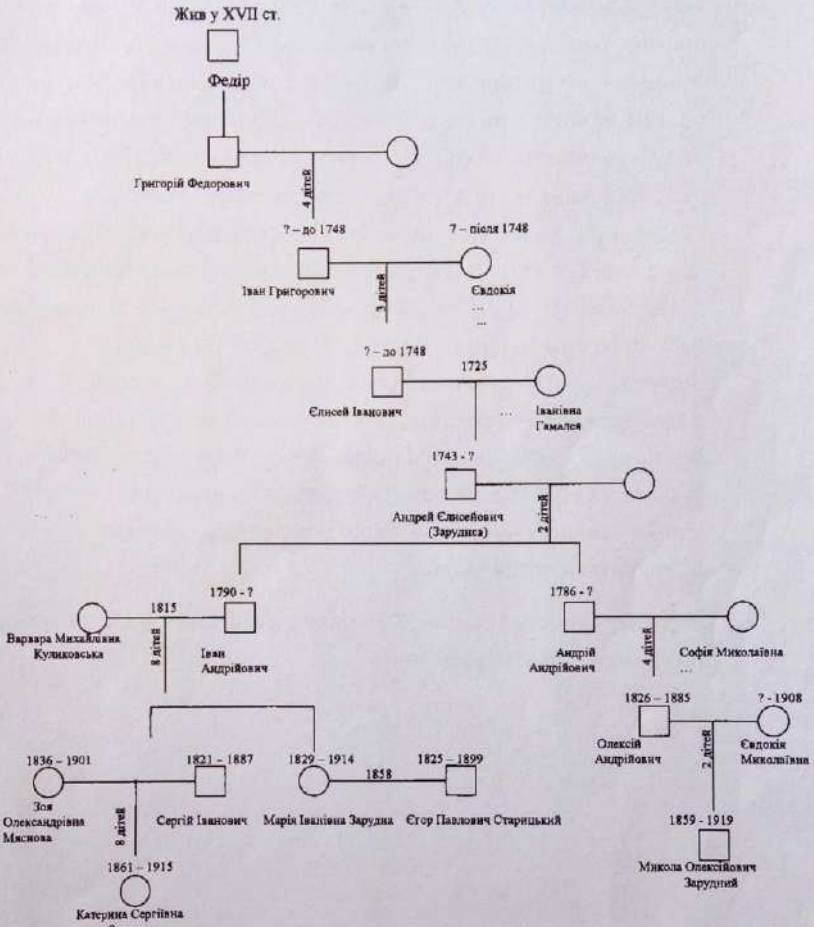 Жив у XVII ст.
Федір
Григорій Федорович
4 дітей
? – до 1748
? – після 1748
Іван Григорович
3 дітей
Євдокія
...
...
? – до 1748
1725
Єлисей Іванович
... Іванівна
Гамалея
1743 - ?
Андрей Єлисейович
(Зарудиєв)
2 дітей
1790 - ?
1786 - ?
1815
Варвара Михайлівна
Куликовська
8 дітей
Іван
Андрійович
Андрій
Андрійович
4 дітей
Софія Миколаївна
...
1826 – 1885
? - 1908
Олексій
Андрійович
2 дітей
Євдокія
Миколаївна
1836 – 1901
1821 – 1887
1829 – 1914
1825 – 1899
1858
Зоя
Олександрівна
Мяснова
8 дітей
Сергій Іванович
Марія Іванівна Зарудна
Єгор Павлович Старицький
1859 - 1919
Микола Олексійович
Зарудний
1861 – 1915
Катерина Сергіївна